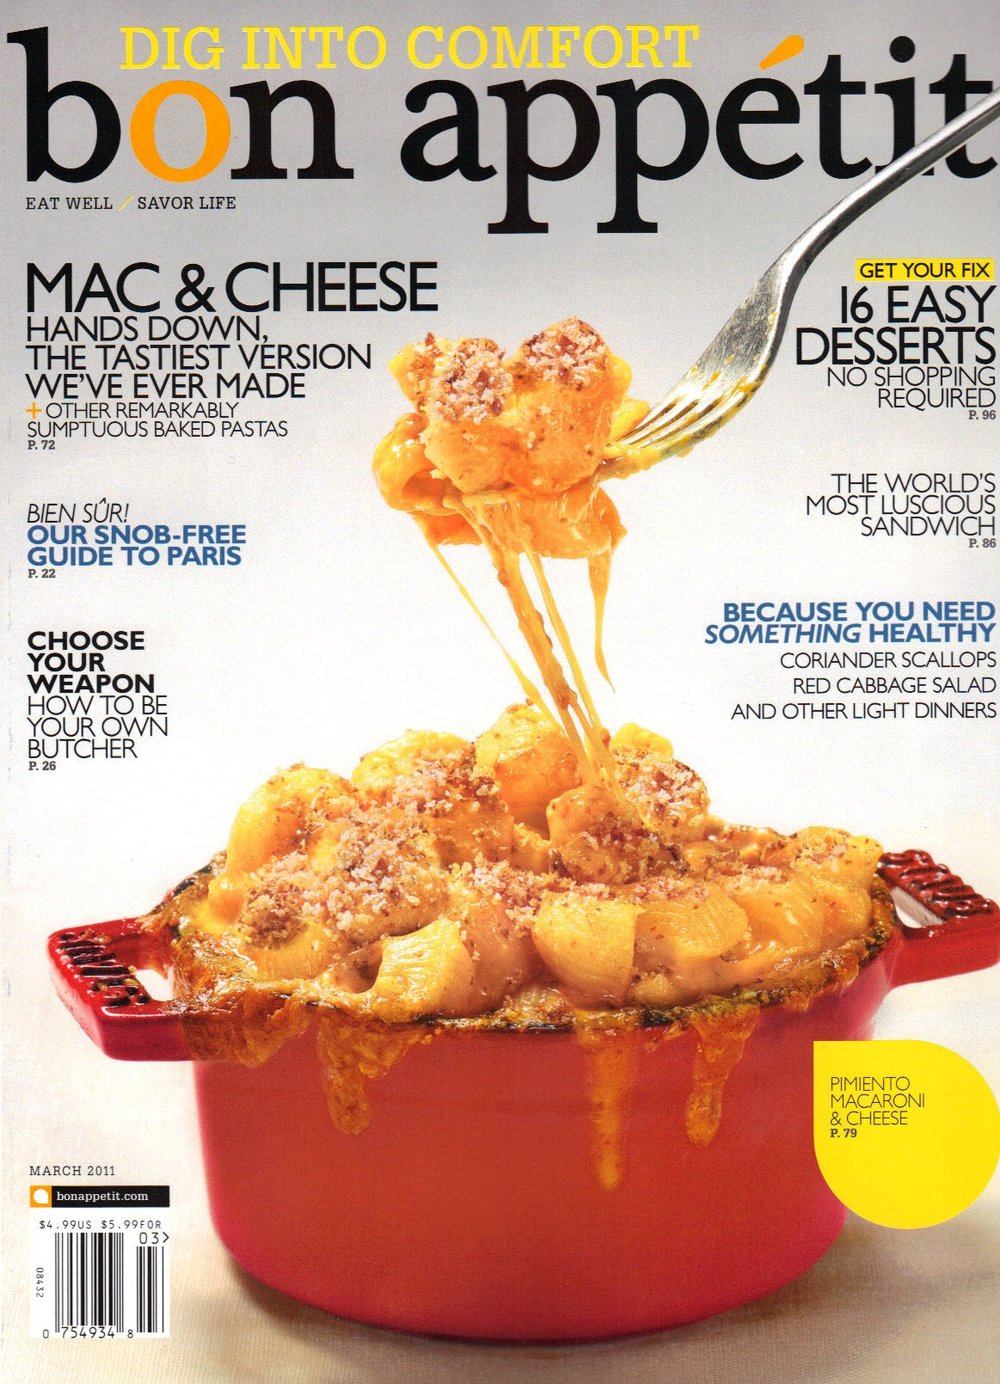 DIG INTO COMFORT
bon appétit
EAT WELL / SAVOR LIFE
MAC & CHEESE
HANDS DOWN,
THE TASTIEST VERSION
WE'VE EVER MADE
+ OTHER REMARKABLY
SUMPTUOUS BAKED PASTAS
P. 72
BIEN SÛR!
OUR SNOB-FREE
GUIDE TO PARIS
P. 22
CHOOSE
YOUR
WEAPON
HOW TO BE
YOUR OWN
BUTCHER
P. 26
GET YOUR FIX
16 EASY
DESSERTS
NO SHOPPING
REQUIRED
P. 96
THE WORLD'S
MOST LUSCIOUS
SANDWICH
P. 86
BECAUSE YOU NEED
SOMETHING HEALTHY
CORIANDER SCALLOPS
RED CABBAGE SALAD
AND OTHER LIGHT DINNERS
PIMIENTO
MACARONI
& CHEESE
P. 79
MARCH 2011
bonappetit.com
$4.99US $5.99FOR
03>
08432
0 754934 8